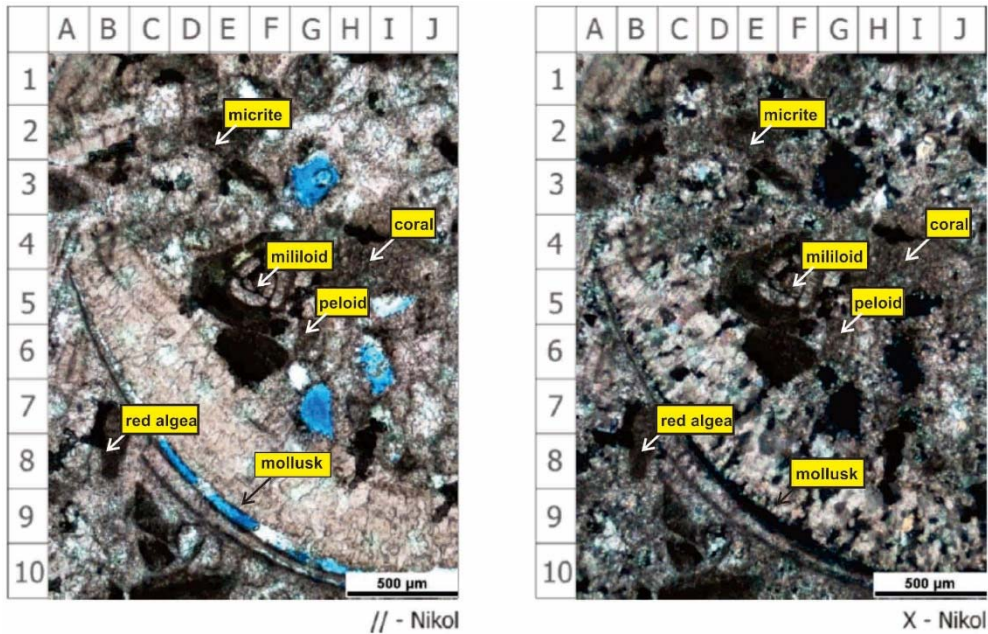 A B C D E F G H I J
1
2
3
4
5
6
7
8
9
10
micrite
coral
mililoid
peloid
red algea
mollusk
500 µm
// - Nikol
A B C D E F G H I J
1
2
3
4
5
6
7
8
9
10
micrite
coral
mililoid
peloid
red algea
mollusk
500 µm
X - Nikol